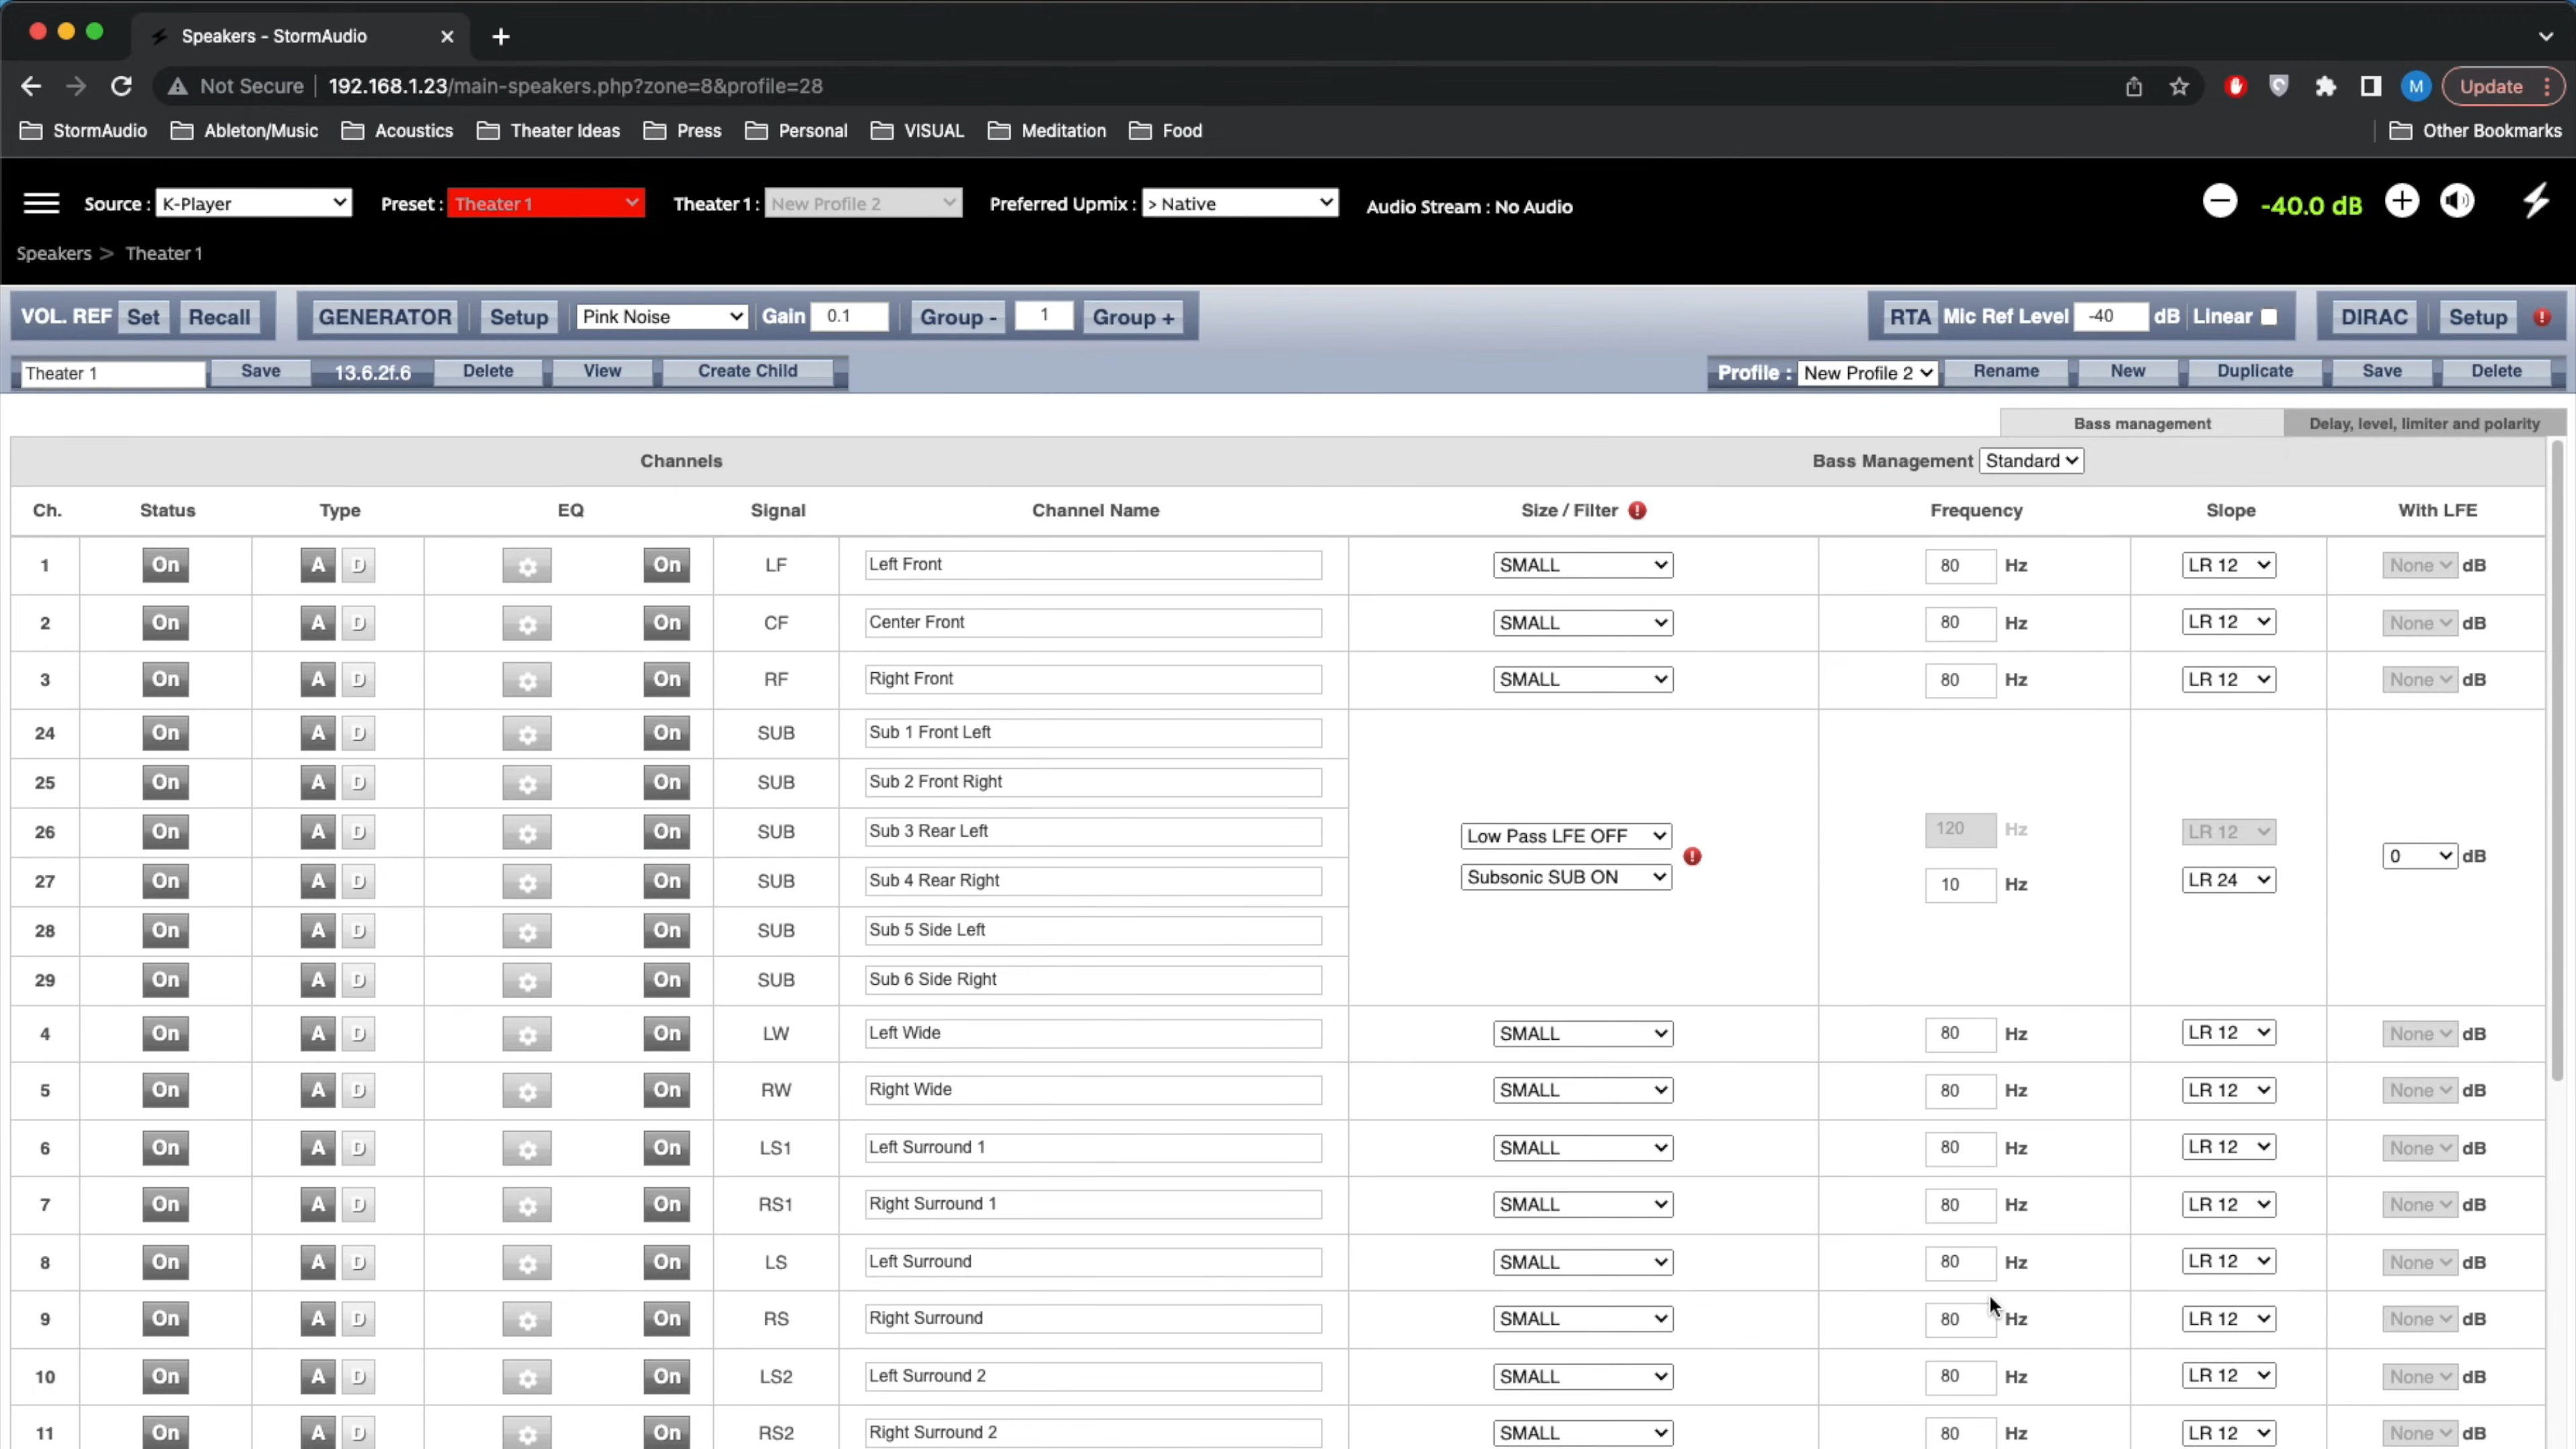 Speakers - StormAudio
Not Secure 192.168.1.23/main-speakers.php?zone=8&profile=28 M Update
StormAudio Ableton/Music Acoustics Theater Ideas Press Personal VISUAL Meditation Food Other Bookmarks
Source : K-Player Preset : Theater 1 Theater 1 : New Profile 2 Preferred Upmix : > Native Audio Stream : No Audio -40.0 dB
Speakers > Theater 1
VOL. REF Set Recall GENERATOR Setup Pink Noise Gain 0.1 Group - 1 Group + RTA Mic Ref Level -40 dB Linear DIRAC Setup !
Theater 1 Save 13.6.2f.6 Delete View Create Child Profile : New Profile 2 Rename New Duplicate Save Delete
Bass management Delay, level, limiter and polarity
Channels Bass Management Standard
Ch. Status Type EQ Signal Channel Name Size / Filter ! Frequency Slope With LFE
1 On A D On LF Left Front SMALL 80 Hz LR 12 None dB
2 On A D On CF Center Front SMALL 80 Hz LR 12 None dB
3 On A D On RF Right Front SMALL 80 Hz LR 12 None dB
24 On A D On SUB Sub 1 Front Left
25 On A D On SUB Sub 2 Front Right
26 On A D On SUB Sub 3 Rear Left
Low Pass LFE OFF 120 Hz LR 12
! 0 dB
27 On A D On SUB Sub 4 Rear Right
Subsonic SUB ON 10 Hz LR 24
28 On A D On SUB Sub 5 Side Left
29 On A D On SUB Sub 6 Side Right
4 On A D On LW Left Wide SMALL 80 Hz LR 12 None dB
5 On A D On RW Right Wide SMALL 80 Hz LR 12 None dB
6 On A D On LS1 Left Surround 1 SMALL 80 Hz LR 12 None dB
7 On A D On RS1 Right Surround 1 SMALL 80 Hz LR 12 None dB
8 On A D On LS Left Surround SMALL 80 Hz LR 12 None dB
9 On A D On RS Right Surround SMALL 80 Hz LR 12 None dB
10 On A D On LS2 Left Surround 2 SMALL 80 Hz LR 12 None dB
11 On A D On RS2 Right Surround 2 SMALL 80 Hz LR 12 None dB